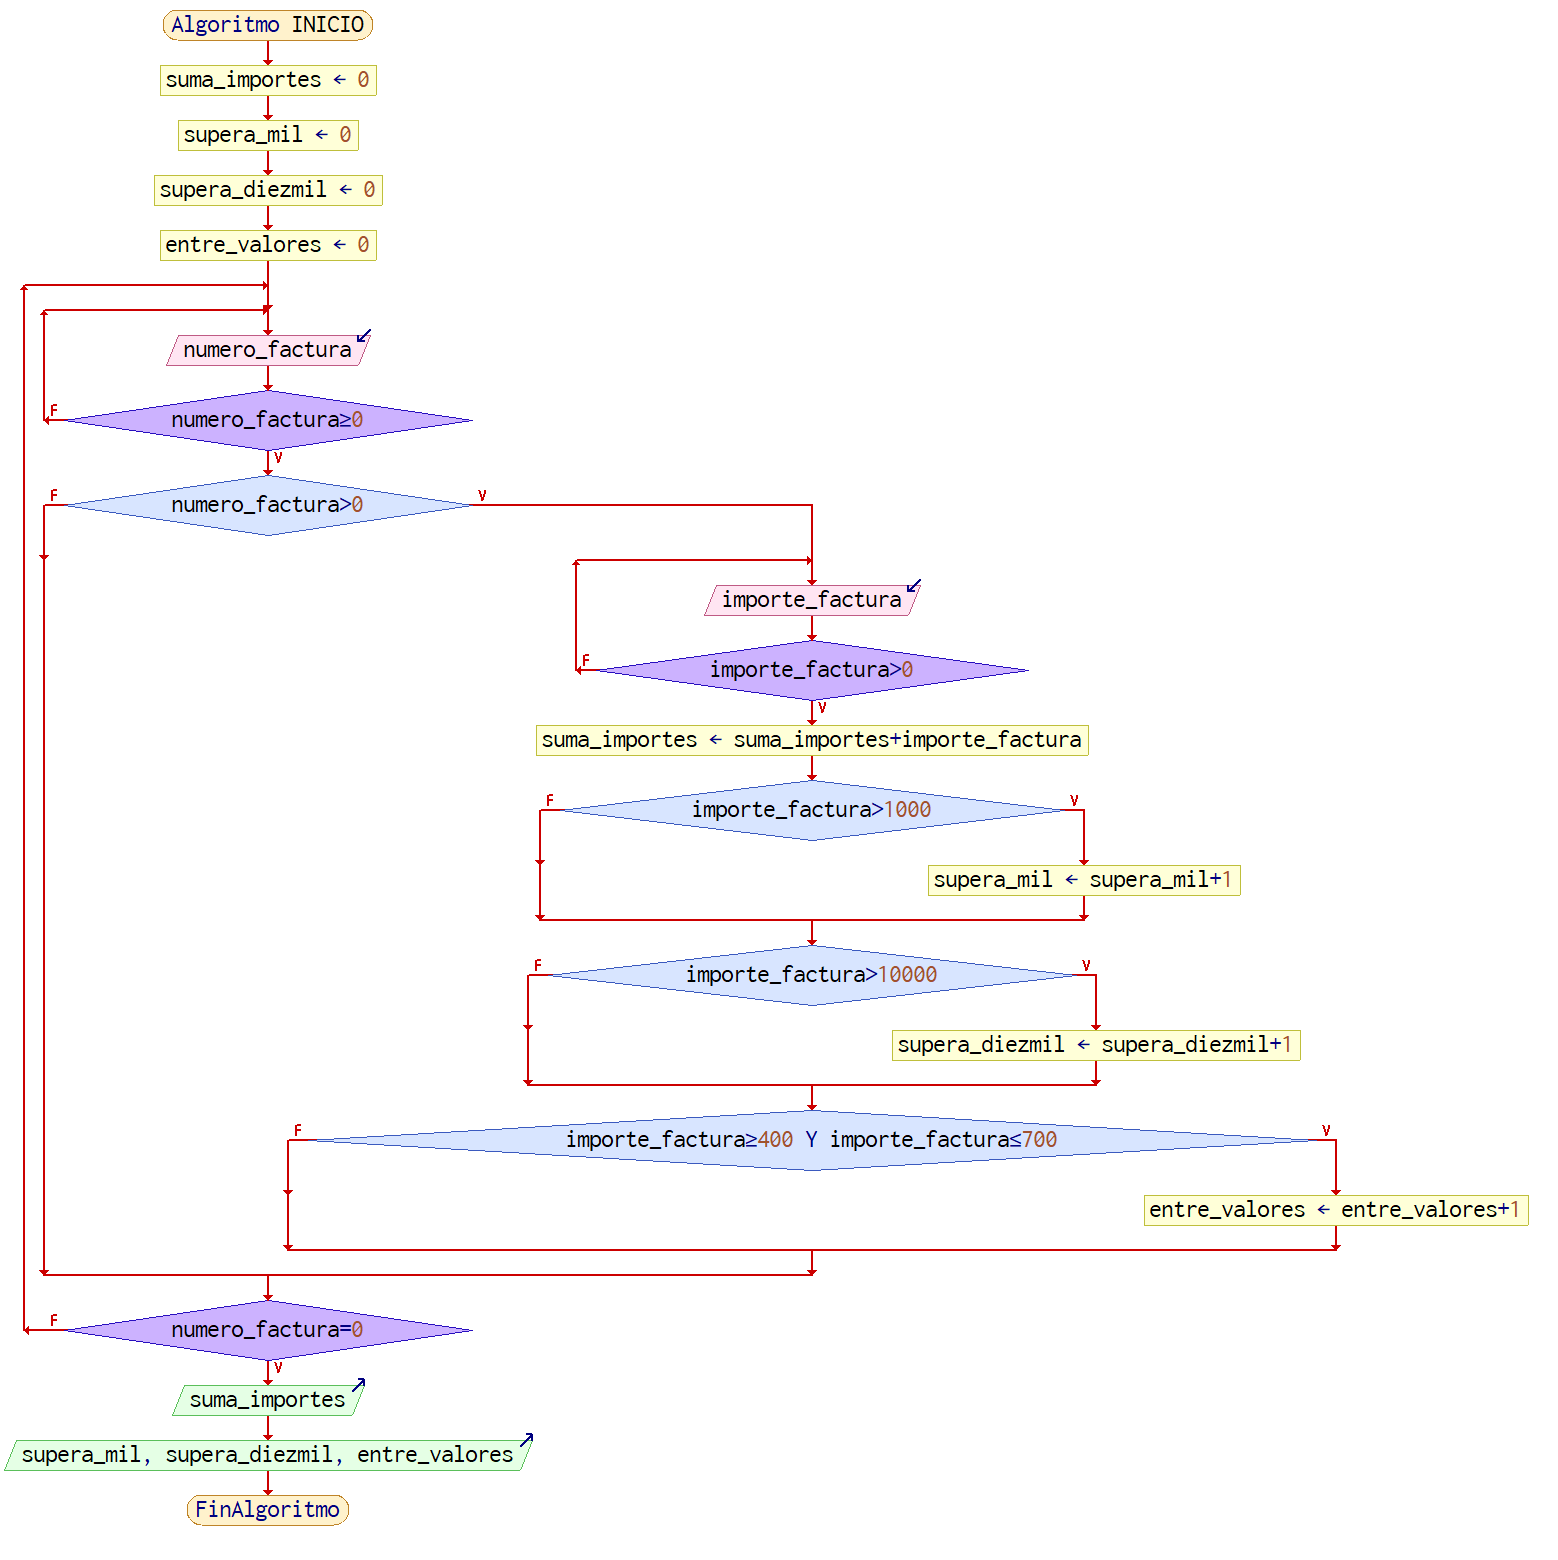 Algoritmo INICIO
suma_importes ← 0
supera_mil ← 0
supera_diezmil ← 0
entre_valores ← 0
numero_factura
numero_factura≥0
F
V
numero_factura>0
F
V
importe_factura
importe_factura>0
F
V
suma_importes ← suma_importes+importe_factura
importe_factura>1000
F
V
supera_mil ← supera_mil+1
importe_factura>10000
F
V
supera_diezmil ← supera_diezmil+1
importe_factura≥400 Y importe_factura≤700
F
V
entre_valores ← entre_valores+1
numero_factura=0
F
V
suma_importes
supera_mil, supera_diezmil, entre_valores
FinAlgoritmo